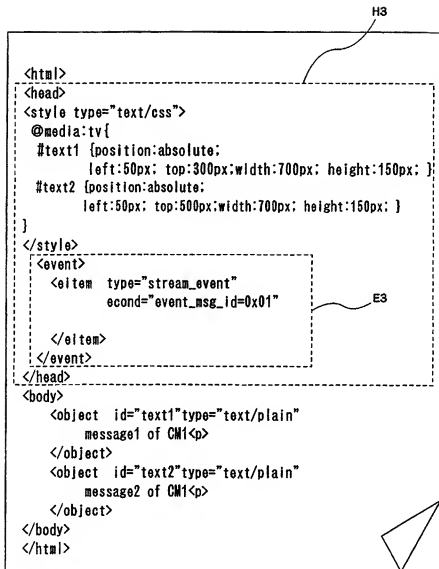 H3
<html>
<head>
<style type="text/css">
@media:tv{
#text1 {position:absolute;
left:50px; top:300px;width:700px; height:150px; }
#text2 {position:absolute;
left:50px; top:500px;width:700px; height:150px; }
}
</style>
<event>
<eitem type="stream_event"
econd="event_msg_id=0x01"
E3
</eitem>
</event>
</head>
<body>
<object id="text1"type="text/plain"
message1 of CM1<p>
</object>
<object id="text2"type="text/plain"
message2 of CM1<p>
</object>
</body>
</html>